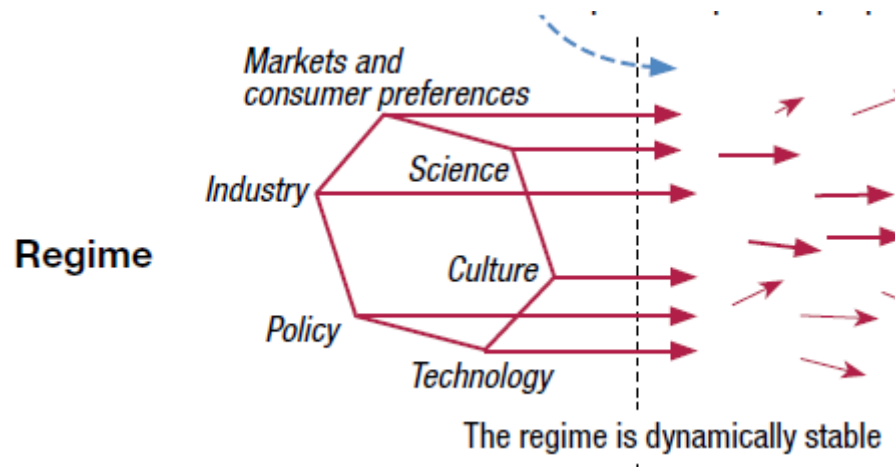 Markets and
consumer preferences
Science
Industry
Regime
Culture
Policy
Technology
The regime is dynamically stable